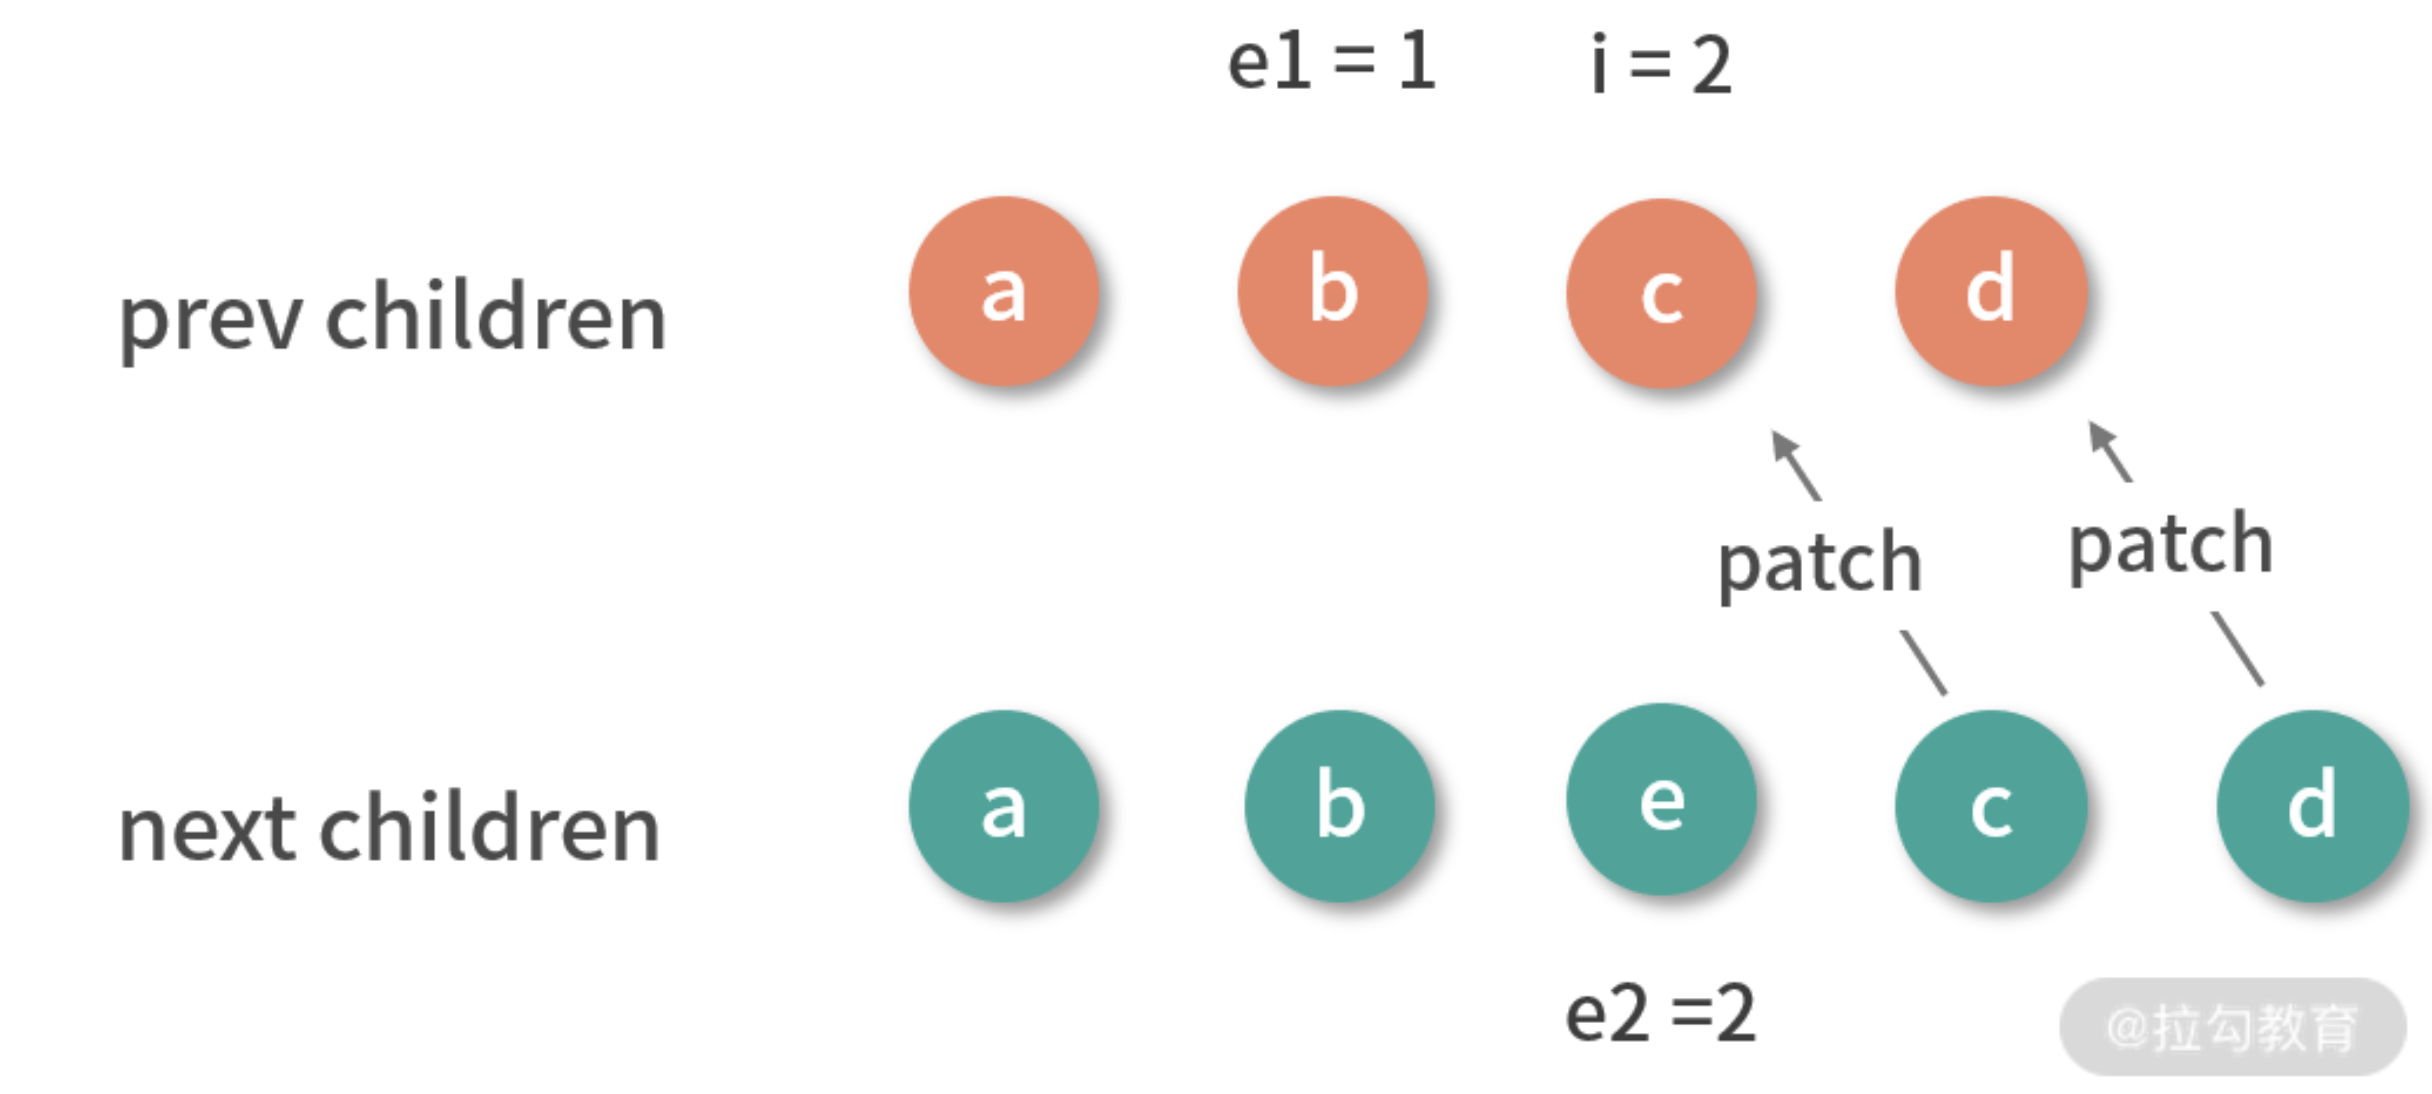 e1 = 1 i = 2
prev children a b c d
patch patch
next children a b e c d
e2 =2
@拉勾教育